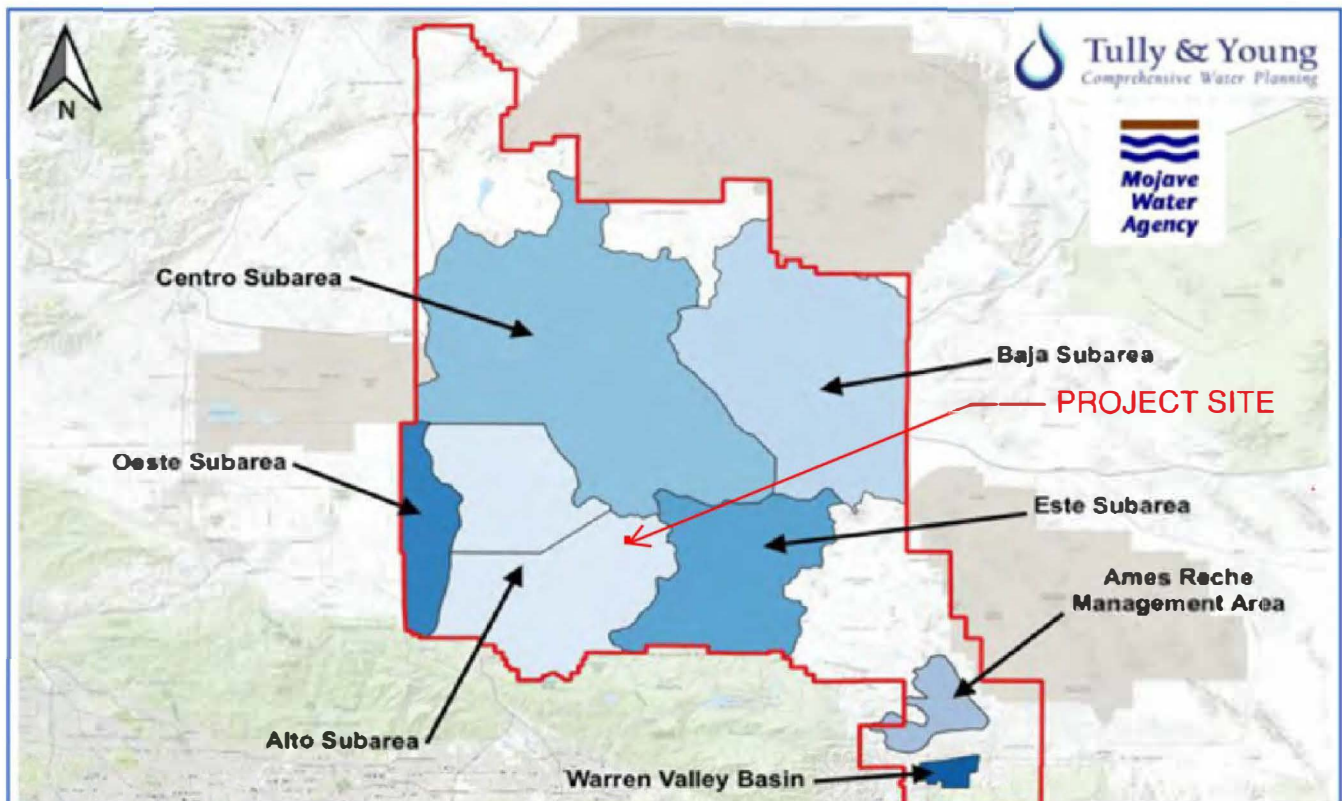 N
Tully & Young
Comprehensive Water Planning
Mojave
Water
Agency
Centro Subarea
Baja Subarea
PROJECT SITE
Oeste Subarea
Este Subarea
Ames Reche
Management Area
Alto Subarea
Warren Valley Basin